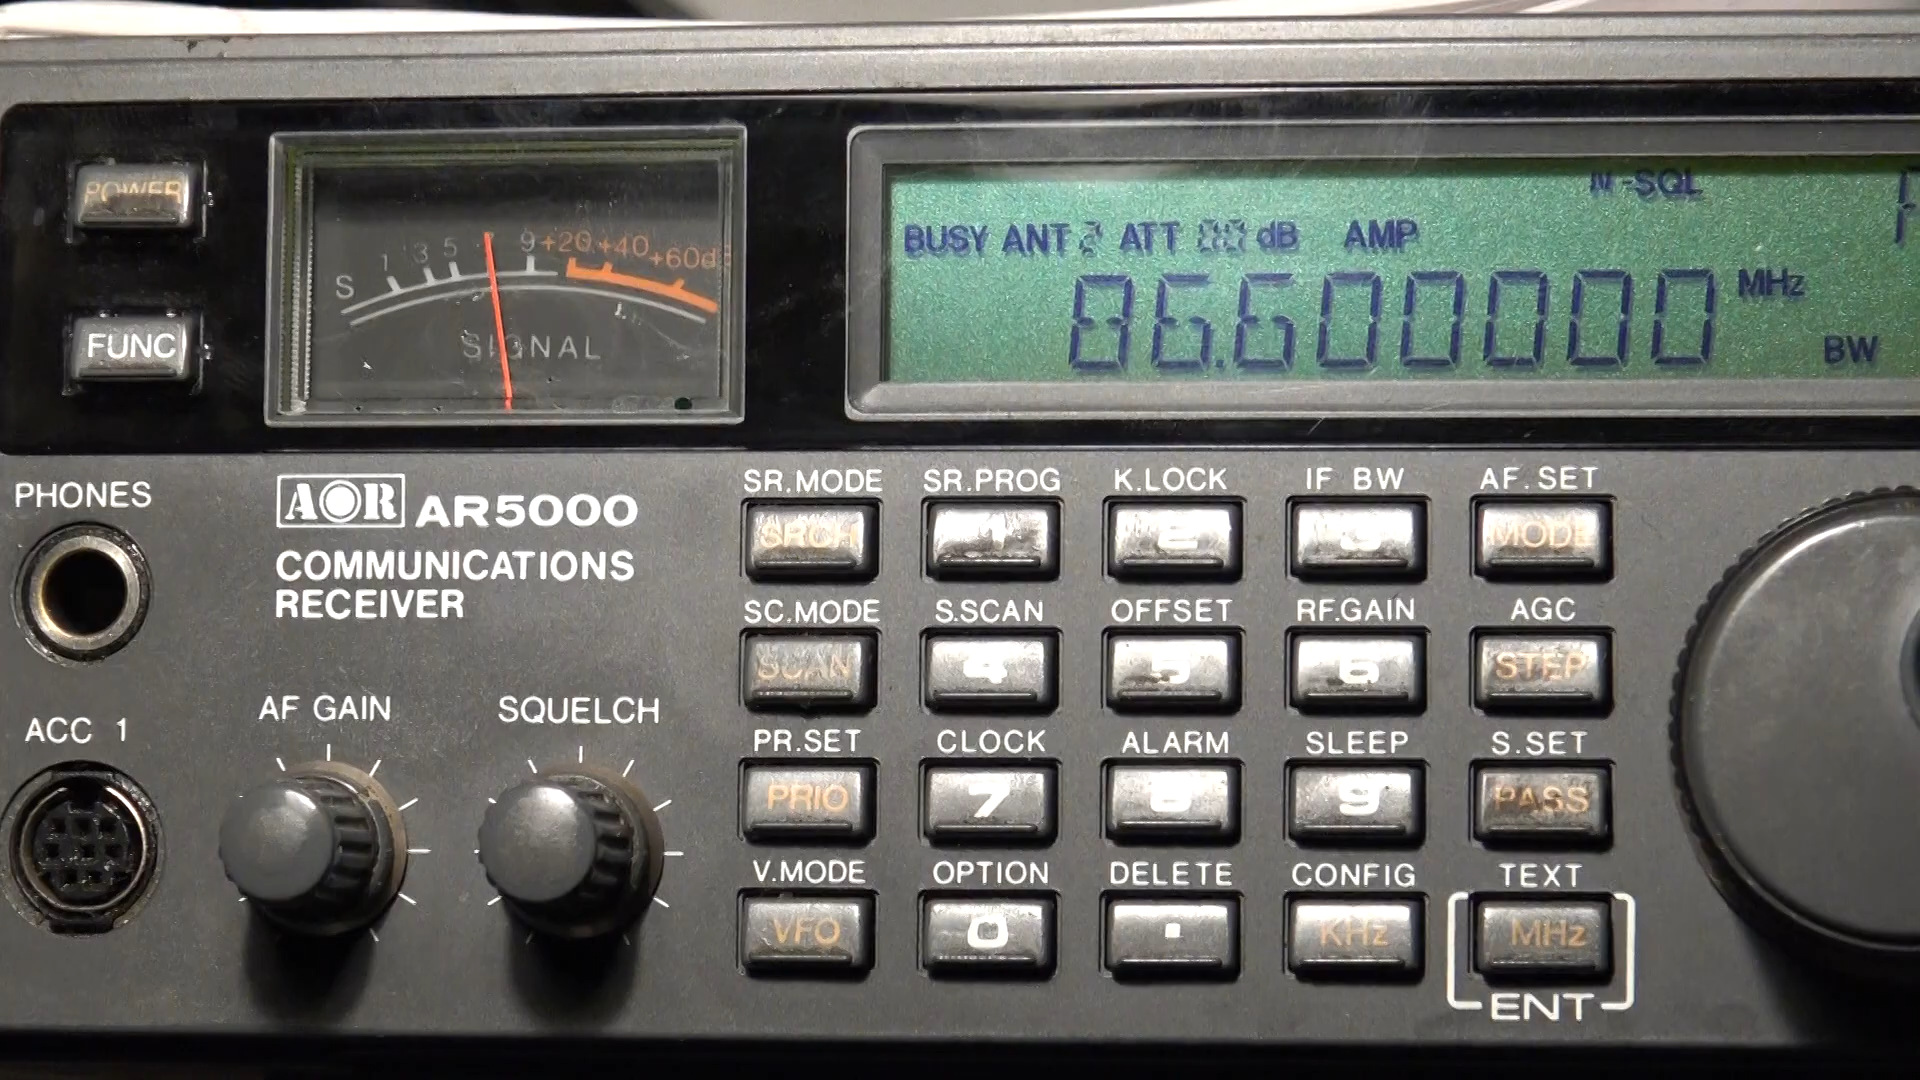 POWER
FUNC
S 1 3 5 9 +20 +40 +60d
SIGNAL
M-SQL
BUSY ANT 2 ATT 00 dB AMP
86.600000 MHz
BW
PHONES
AOR AR5000
COMMUNICATIONS
RECEIVER
ACC 1
AF GAIN
SQUELCH
SR.MODE SR.PROG K.LOCK IF BW AF.SET
SRCH 1 2 3 MODE
SC.MODE S.SCAN OFFSET RF.GAIN AGC
SCAN 4 5 6 STEP
PR.SET CLOCK ALARM SLEEP S.SET
PRIO 7 8 9 PASS
V.MODE OPTION DELETE CONFIG TEXT
VFO 0 . KHz MHz
ENT